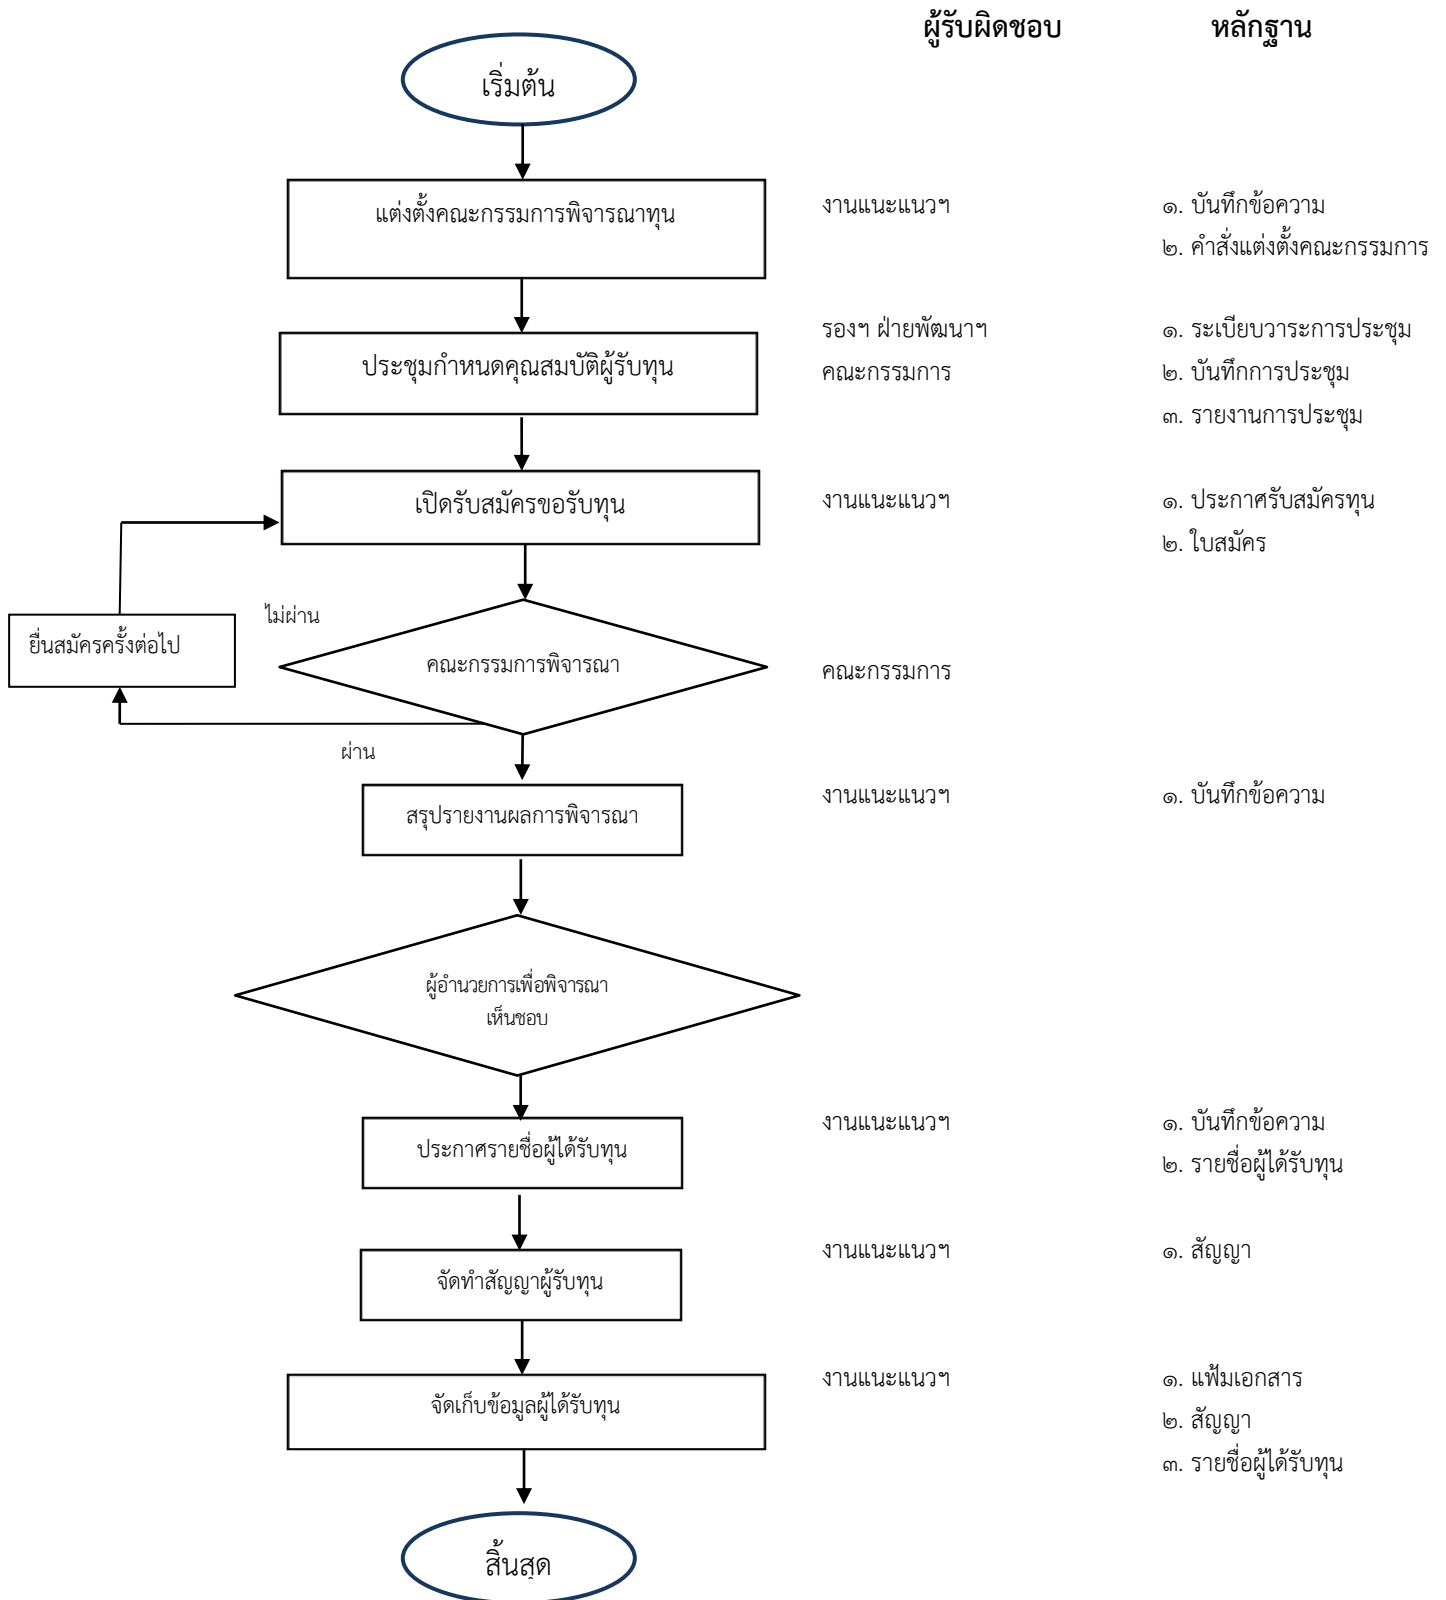 ผู้รับผิดชอบ หลักฐาน
เริ่มต้น
แต่งตั้งคณะกรรมการพิจารณาทุน งานแนะแนวฯ ๑. บันทึกข้อความ
๒. คำสั่งแต่งตั้งคณะกรรมการ
รองฯ ฝ่ายพัฒนาฯ ๑. ระเบียบวาระการประชุม
ประชุมกำหนดคุณสมบัติผู้รับทุน คณะกรรมการ ๒. บันทึกการประชุม
๓. รายงานการประชุม
เปิดรับสมัครขอรับทุน งานแนะแนวฯ ๑. ประกาศรับสมัครทุน
๒. ใบสมัคร
ไม่ผ่าน
ยื่นสมัครครั้งต่อไป
คณะกรรมการพิจารณา คณะกรรมการ
ผ่าน
สรุปรายงานผลการพิจารณา งานแนะแนวฯ ๑. บันทึกข้อความ
ผู้อำนวยการเพื่อพิจารณา
เห็นชอบ
ประกาศรายชื่อผู้ได้รับทุน งานแนะแนวฯ ๑. บันทึกข้อความ
๒. รายชื่อผู้ได้รับทุน
จัดทำสัญญาผู้รับทุน งานแนะแนวฯ ๑. สัญญา
จัดเก็บข้อมูลผู้ได้รับทุน งานแนะแนวฯ ๑. แฟ้มเอกสาร
๒. สัญญา
๓. รายชื่อผู้ได้รับทุน
สิ้นสุด